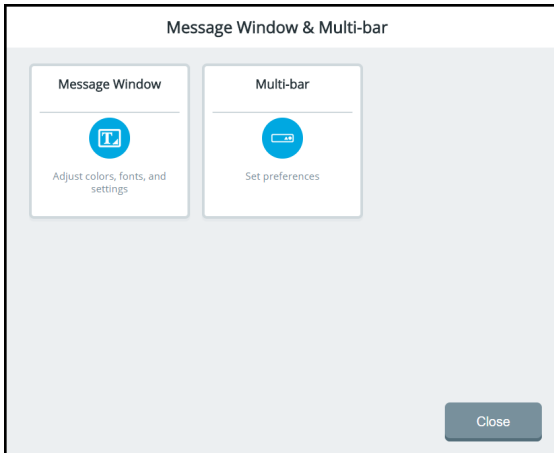 Message Window & Multi-bar
Message Window
Adjust colors, fonts, and
settings
Multi-bar
Set preferences
Close